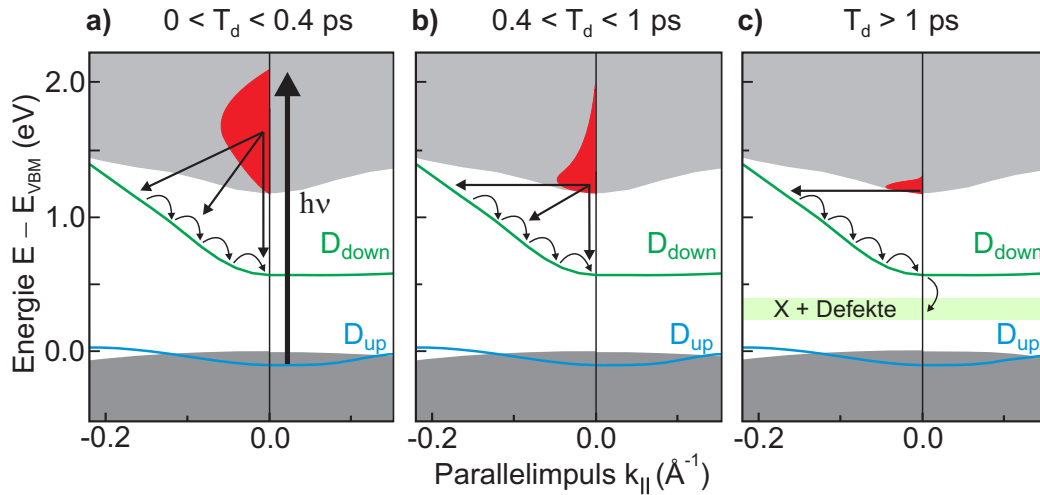 a) 0 < T_d < 0.4 ps
b) 0.4 < T_d < 1 ps
c) T_d > 1 ps
Energie E – E_VBM (eV)
2.0
1.0
0.0
hν
D_down
D_up
D_down
D_up
D_down
X + Defekte
D_up
-0.2
0.0
-0.2
0.0
-0.2
0.0
Parallelimpuls k_|| (Å⁻¹)